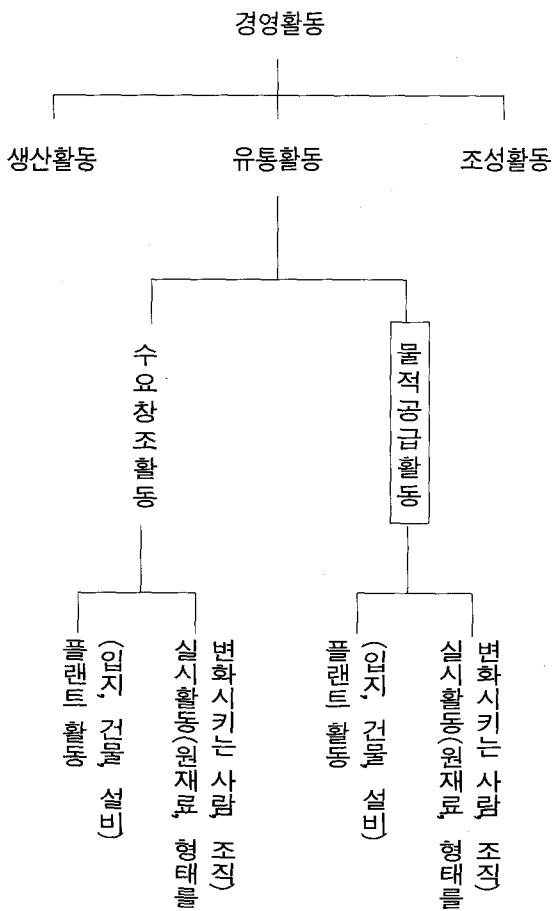 경영활동
생산활동
유통활동
조성활동
수요창조활동
물적공급활동
플랜트 활동
(입지, 건물, 설비)
실시활동(원재료, 형태를
변화시키는 사람, 조직)
플랜트 활동
(입지, 건물, 설비)
실시활동(원재료, 형태를
변화시키는 사람, 조직)